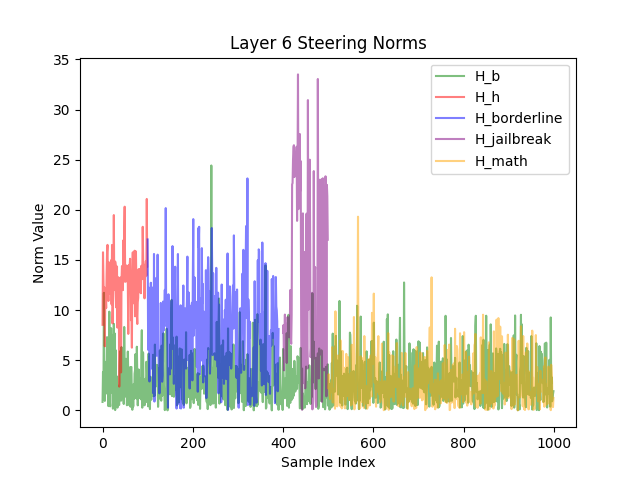 Layer 6 Steering Norms
Norm Value
35
30
25
20
15
10
5
0
0
200
400
600
800
1000
Sample Index
H_b
H_h
H_borderline
H_jailbreak
H_math